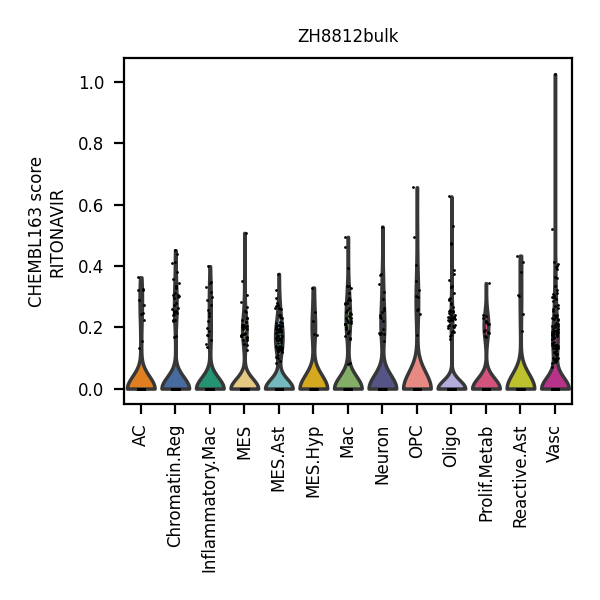 ZH8812bulk
CHEMBL163 score
RITONAVIR
1.0
0.8
0.6
0.4
0.2
0.0
AC
Chromatin.Reg
Inflammatory.Mac
MES
MES.Ast
MES.Hyp
Mac
Neuron
OPC
Oligo
Prolif.Metab
Reactive.Ast
Vasc